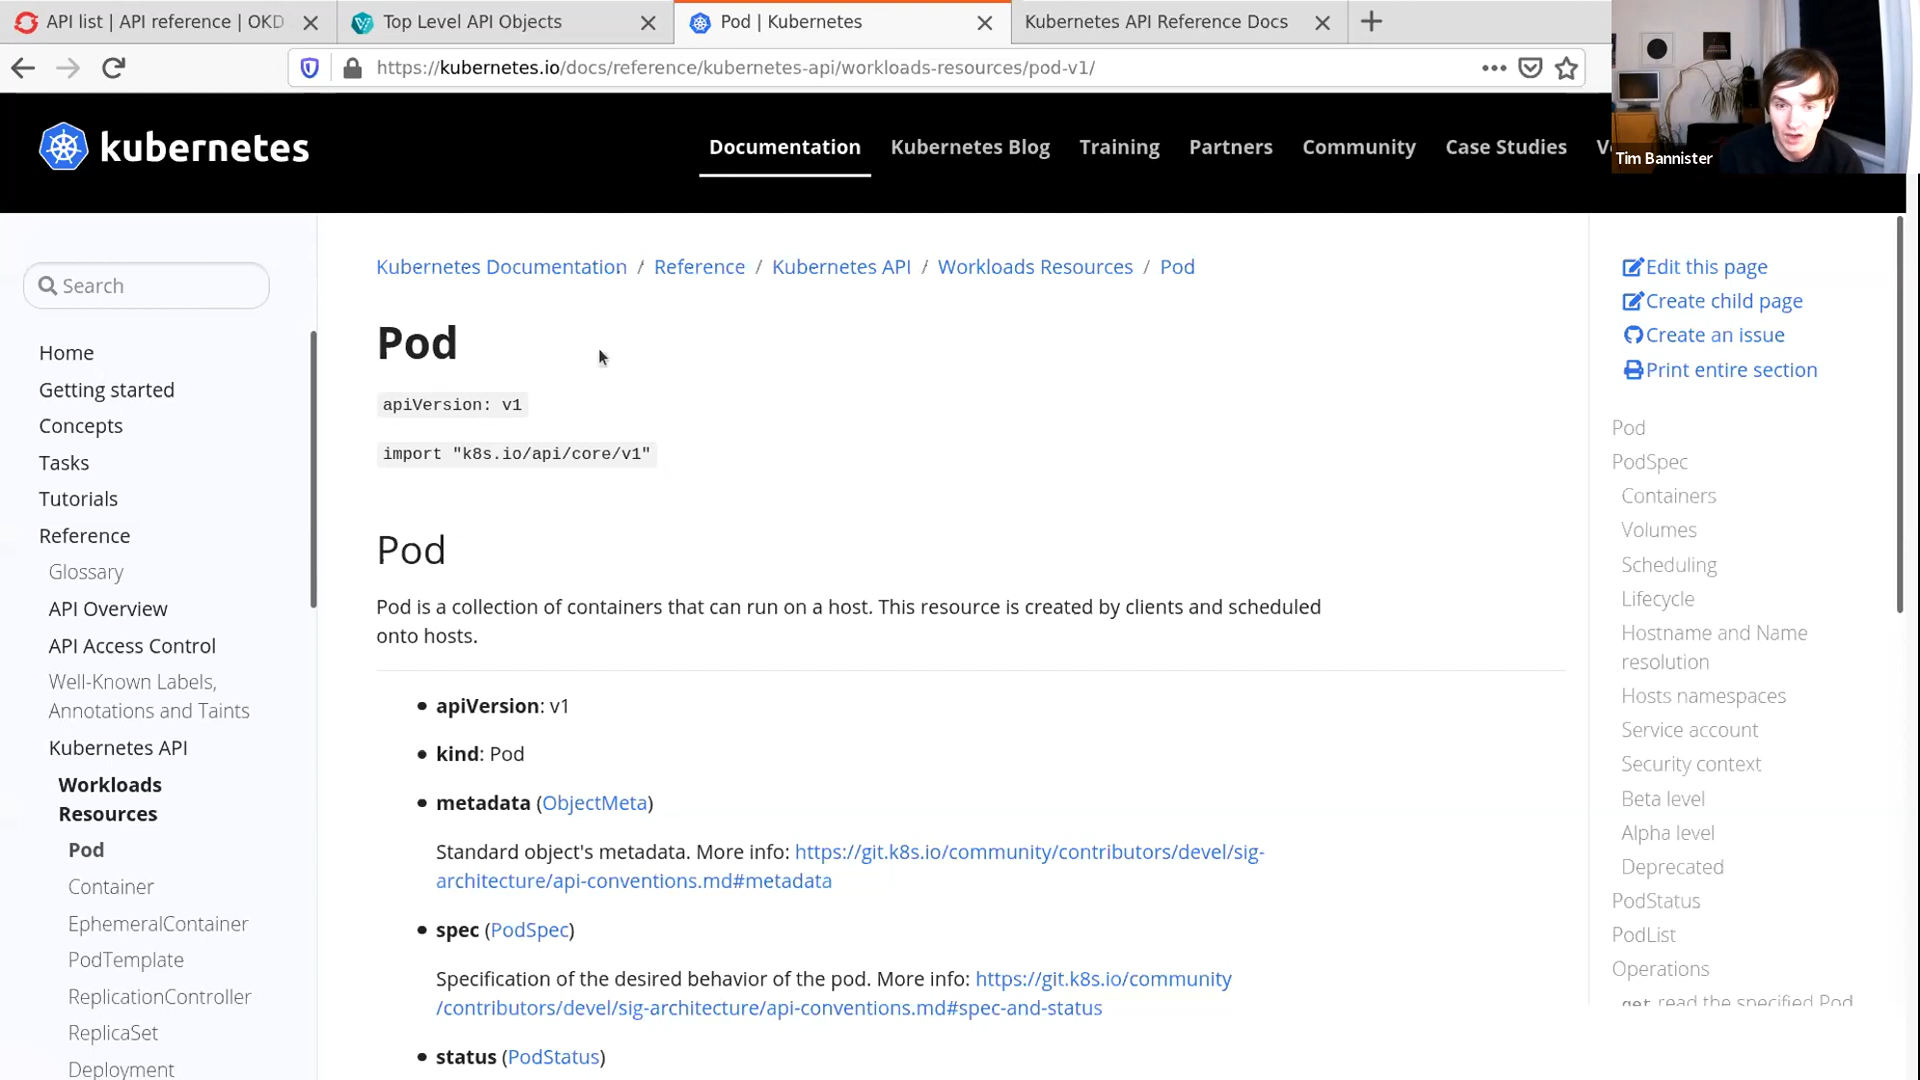 API list | API reference | OKD
Top Level API Objects
Pod | Kubernetes
Kubernetes API Reference Docs
https://kubernetes.io/docs/reference/kubernetes-api/workloads-resources/pod-v1/
Tim Bannister
kubernetes
Documentation
Kubernetes Blog
Training
Partners
Community
Case Studies
Search
Home
Getting started
Concepts
Tasks
Tutorials
Reference
Glossary
API Overview
API Access Control
Well-Known Labels,
Annotations and Taints
Kubernetes API
Workloads
Resources
Pod
Container
EphemeralContainer
PodTemplate
ReplicationController
ReplicaSet
Deployment
Kubernetes Documentation / Reference / Kubernetes API / Workloads Resources / Pod
Pod
apiVersion: v1
import "k8s.io/api/core/v1"
Pod
Pod is a collection of containers that can run on a host. This resource is created by clients and scheduled
onto hosts.
• apiVersion: v1
• kind: Pod
• metadata (ObjectMeta)
Standard object's metadata. More info: https://git.k8s.io/community/contributors/devel/sig-
architecture/api-conventions.md#metadata
• spec (PodSpec)
Specification of the desired behavior of the pod. More info: https://git.k8s.io/community
/contributors/devel/sig-architecture/api-conventions.md#spec-and-status
• status (PodStatus)
Edit this page
Create child page
Create an issue
Print entire section
Pod
PodSpec
Containers
Volumes
Scheduling
Lifecycle
Hostname and Name
resolution
Hosts namespaces
Service account
Security context
Beta level
Alpha level
Deprecated
PodStatus
PodList
Operations
get read the specified Pod